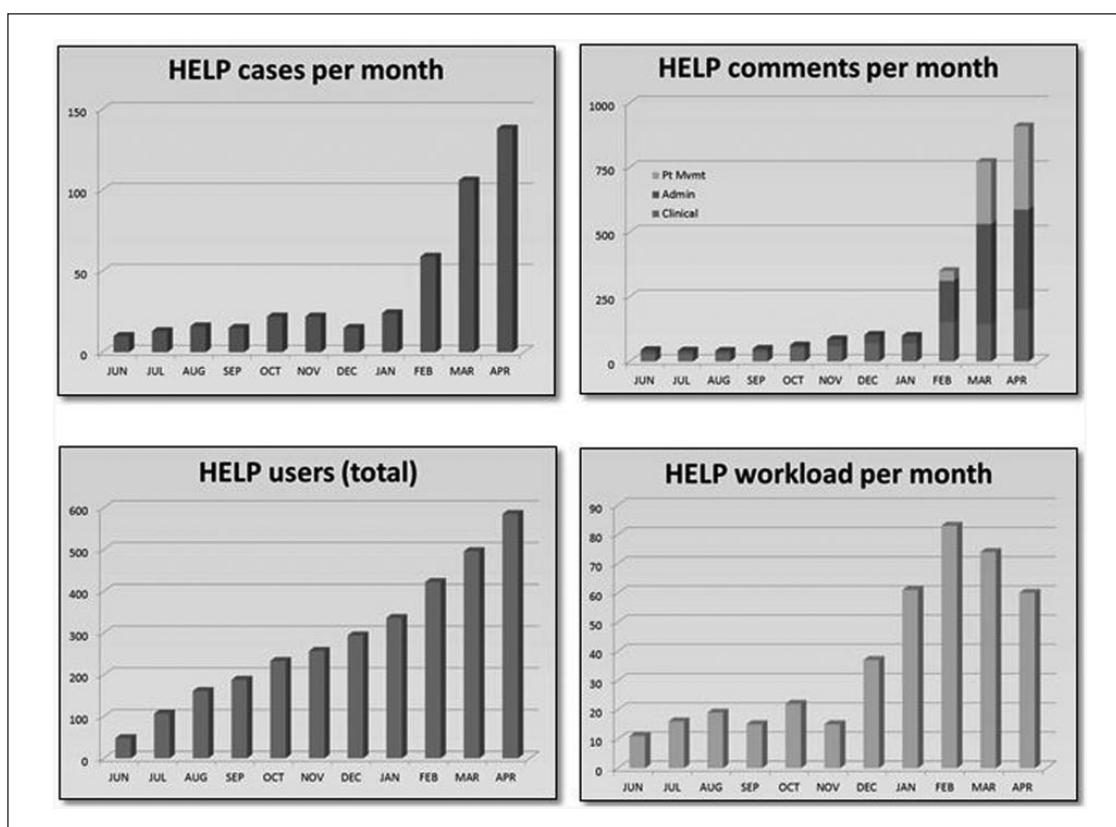 HELP cases per month
150
100
50
0
JUN JUL AUG SEP OCT NOV DEC JAN FEB MAR APR
HELP comments per month
1000
750
500
250
0
Pt Mvmt
Admin
Clinical
JUN JUL AUG SEP OCT NOV DEC JAN FEB MAR APR
HELP users (total)
600
500
400
300
200
100
0
JUN JUL AUG SEP OCT NOV DEC JAN FEB MAR APR
HELP workload per month
90
80
70
60
50
40
30
20
10
0
JUN JUL AUG SEP OCT NOV DEC JAN FEB MAR APR